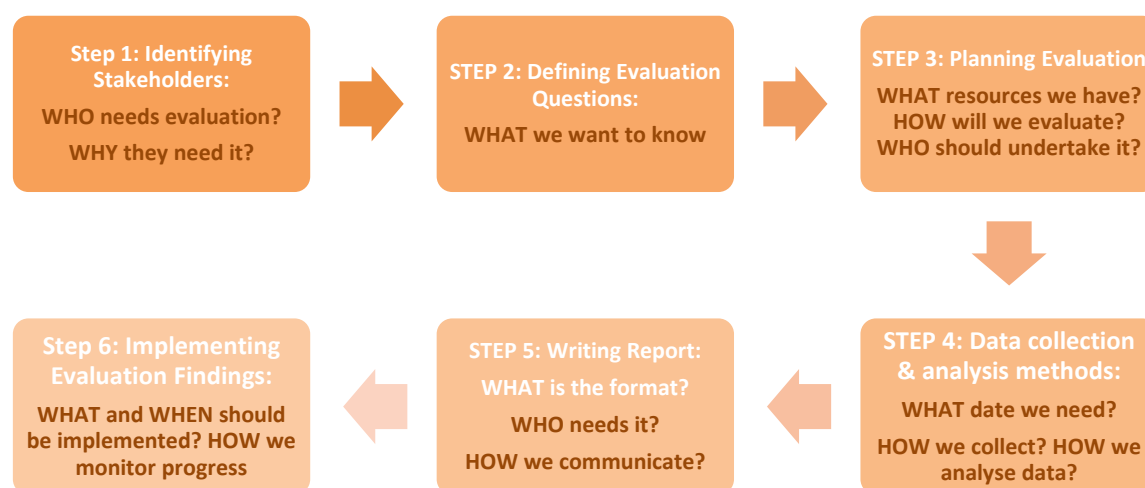 Step 1: Identifying
Stakeholders:
WHO needs evaluation?
WHY they need it?
STEP 2: Defining Evaluation
Questions:
WHAT we want to know
STEP 3: Planning Evaluation
WHAT resources we have?
HOW will we evaluate?
WHO should undertake it?
STEP 4: Data collection
& analysis methods:
WHAT date we need?
HOW we collect? HOW we
analyse data?
STEP 5: Writing Report:
WHAT is the format?
WHO needs it?
HOW we communicate?
Step 6: Implementing
Evaluation Findings:
WHAT and WHEN should
be implemented? HOW we
monitor progress